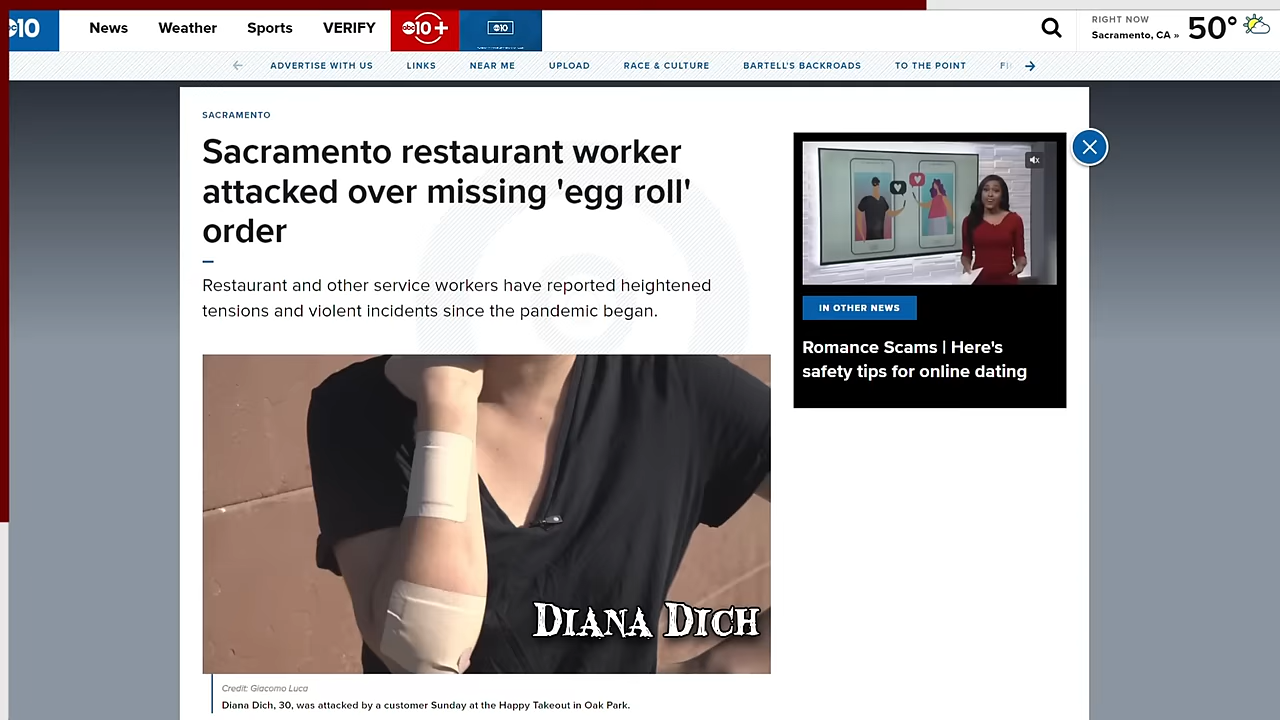 10
News
Weather
Sports
VERIFY
abc10+
RIGHT NOW
Sacramento, CA »
50°
ADVERTISE WITH US
LINKS
NEAR ME
UPLOAD
RACE & CULTURE
BARTELL'S BACKROADS
TO THE POINT
SACRAMENTO
Sacramento restaurant worker
attacked over missing 'egg roll'
order
Restaurant and other service workers have reported heightened
tensions and violent incidents since the pandemic began.
IN OTHER NEWS
Romance Scams | Here's
safety tips for online dating
DIANA DICH
Credit: Giacomo Luca
Diana Dich, 30, was attacked by a customer Sunday at the Happy Takeout in Oak Park.